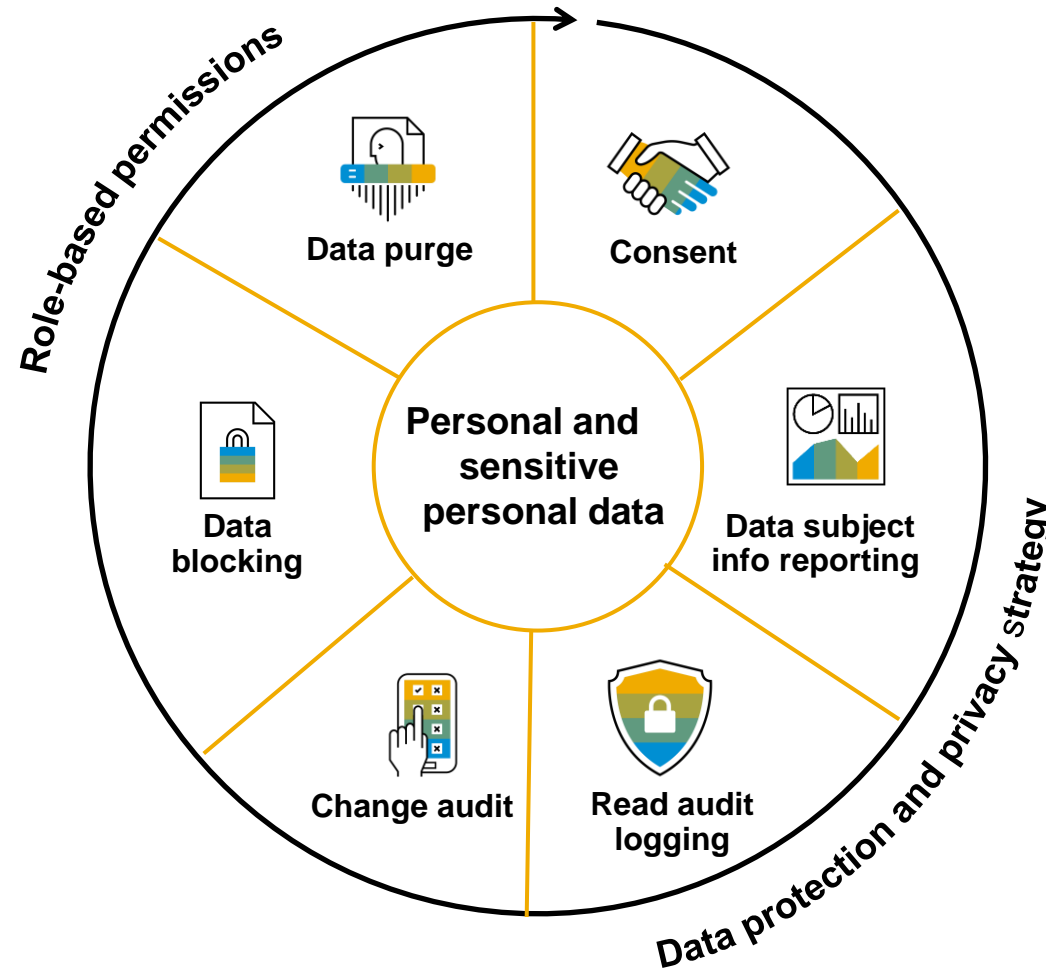 Role-based permissions
Data purge
Consent
Personal and
sensitive
personal data
Data
blocking
Data subject
info reporting
Change audit
Read audit
logging
Data protection and privacy strategy